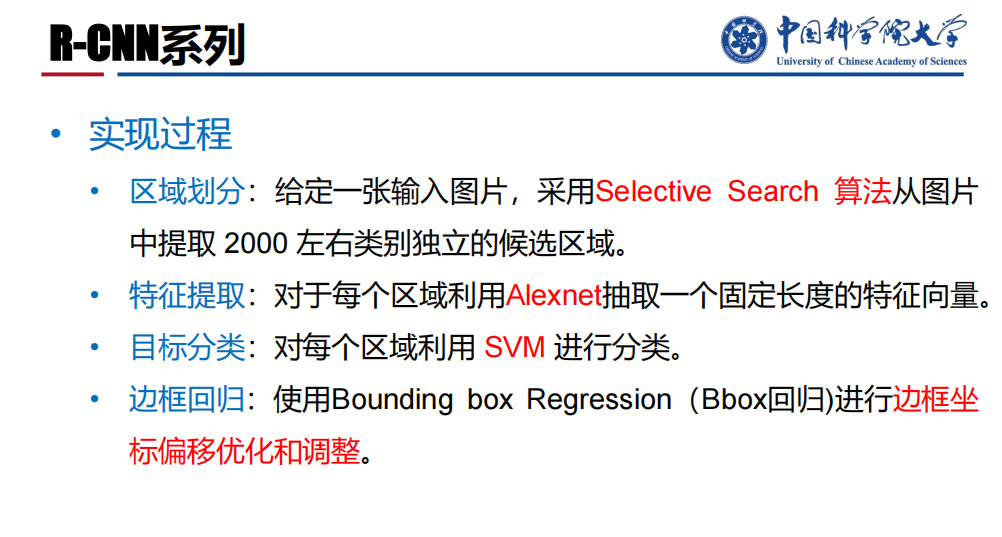 R-CNN系列
中国科学院大学
University of Chinese Academy of Sciences
• 实现过程
• 区域划分：给定一张输入图片，采用Selective Search 算法从图片
中提取 2000 左右类别独立的候选区域。
• 特征提取：对于每个区域利用Alexnet抽取一个固定长度的特征向量。
• 目标分类：对每个区域利用 SVM 进行分类。
• 边框回归：使用Bounding box Regression（Bbox回归)进行边框坐
标偏移优化和调整。